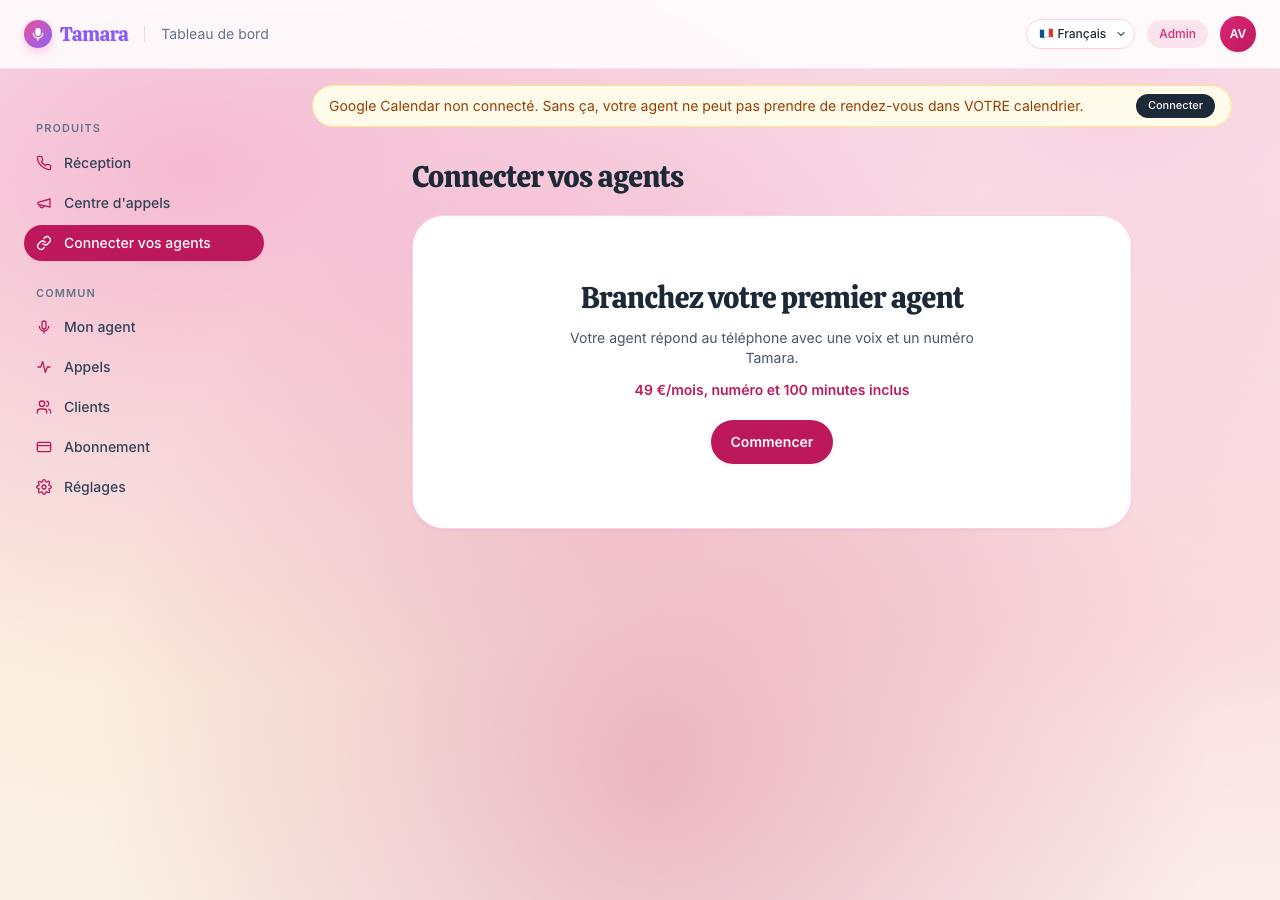 Tamara
Tableau de bord
Français
Admin
AV
Google Calendar non connecté. Sans ça, votre agent ne peut pas prendre de rendez-vous dans VOTRE calendrier.
Connecter
PRODUITS
Réception
Centre d'appels
Connecter vos agents
COMMUN
Mon agent
Appels
Clients
Abonnement
Réglages
Connecter vos agents
Branchez votre premier agent
Votre agent répond au téléphone avec une voix et un numéro
Tamara.
49 €/mois, numéro et 100 minutes inclus
Commencer